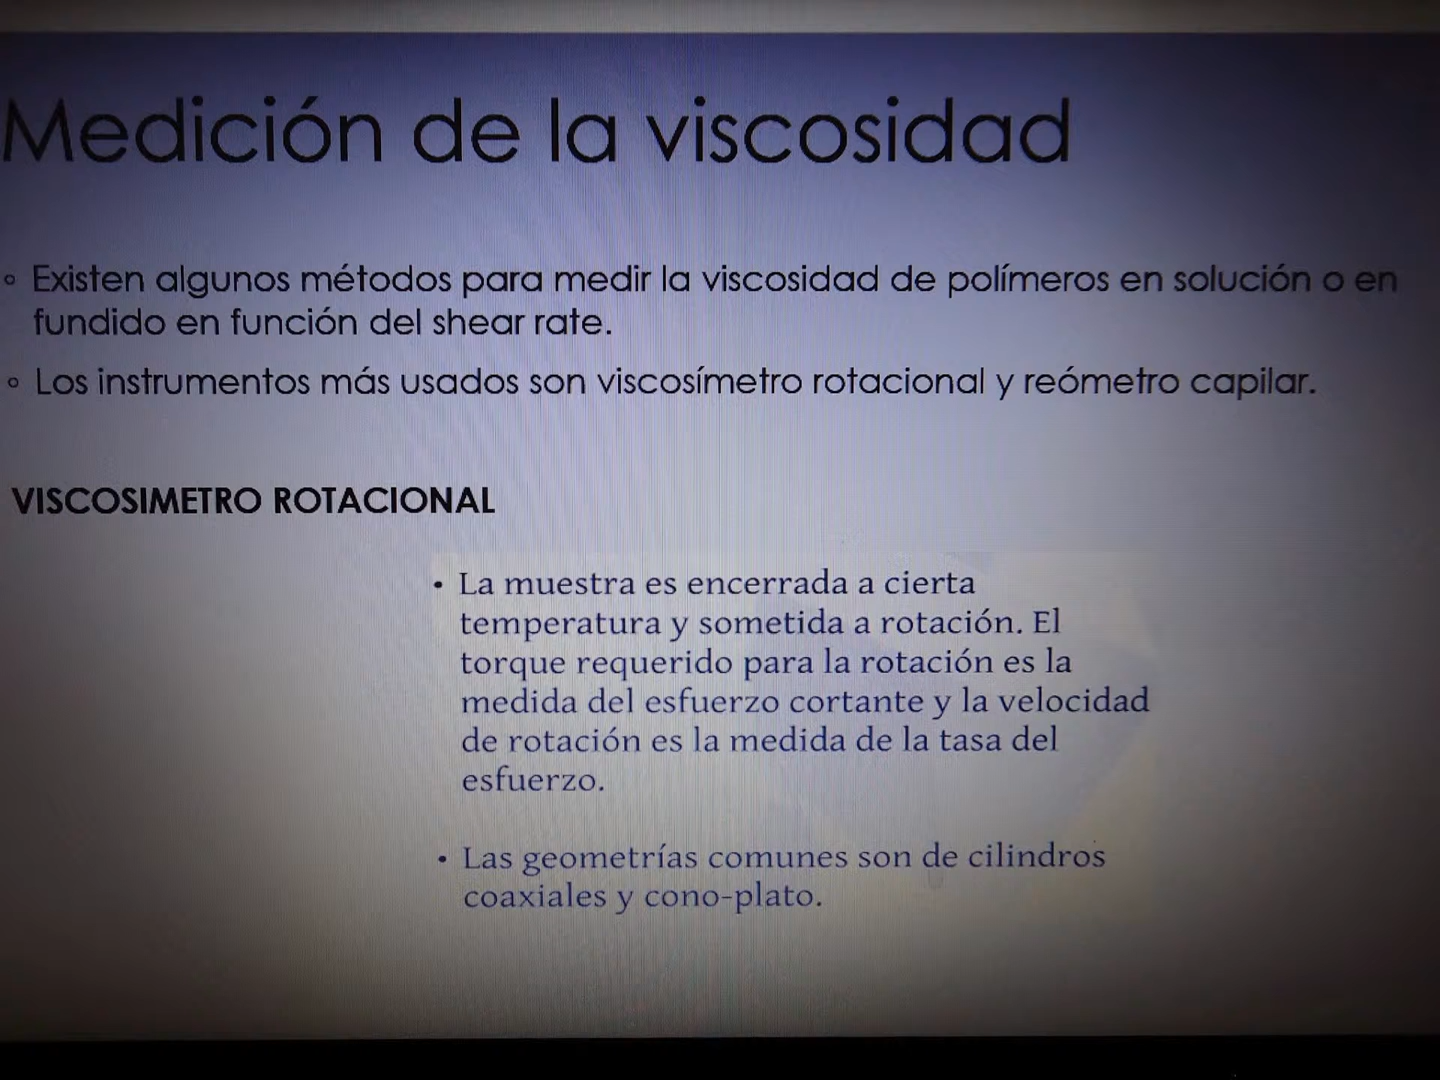 Medición de la viscosidad
◦ Existen algunos métodos para medir la viscosidad de polímeros en solución o en
fundido en función del shear rate.
◦ Los instrumentos más usados son viscosímetro rotacional y reómetro capilar.
VISCOSIMETRO ROTACIONAL
• La muestra es encerrada a cierta
temperatura y sometida a rotación. El
torque requerido para la rotación es la
medida del esfuerzo cortante y la velocidad
de rotación es la medida de la tasa del
esfuerzo.
• Las geometrías comunes son de cilindros
coaxiales y cono-plato.